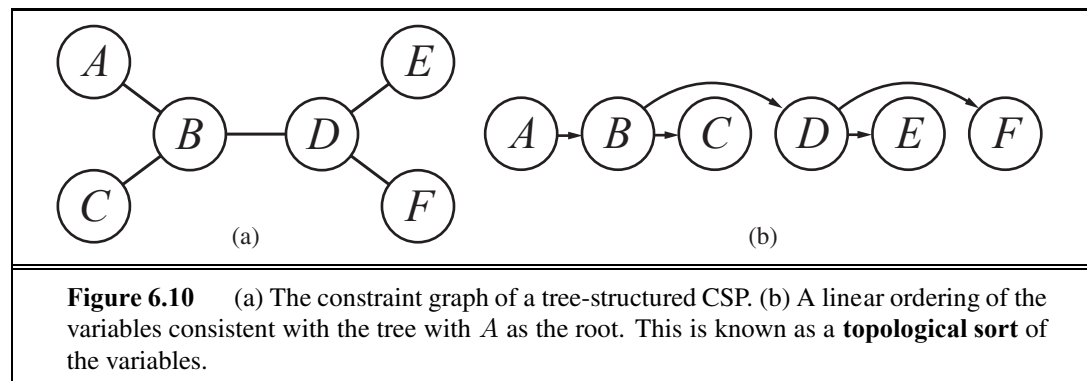 A
E
B
D
C
F
(a)
A B C D E F
(b)
Figure 6.10 (a) The constraint graph of a tree-structured CSP. (b) A linear ordering of the
variables consistent with the tree with A as the root. This is known as a topological sort of
the variables.